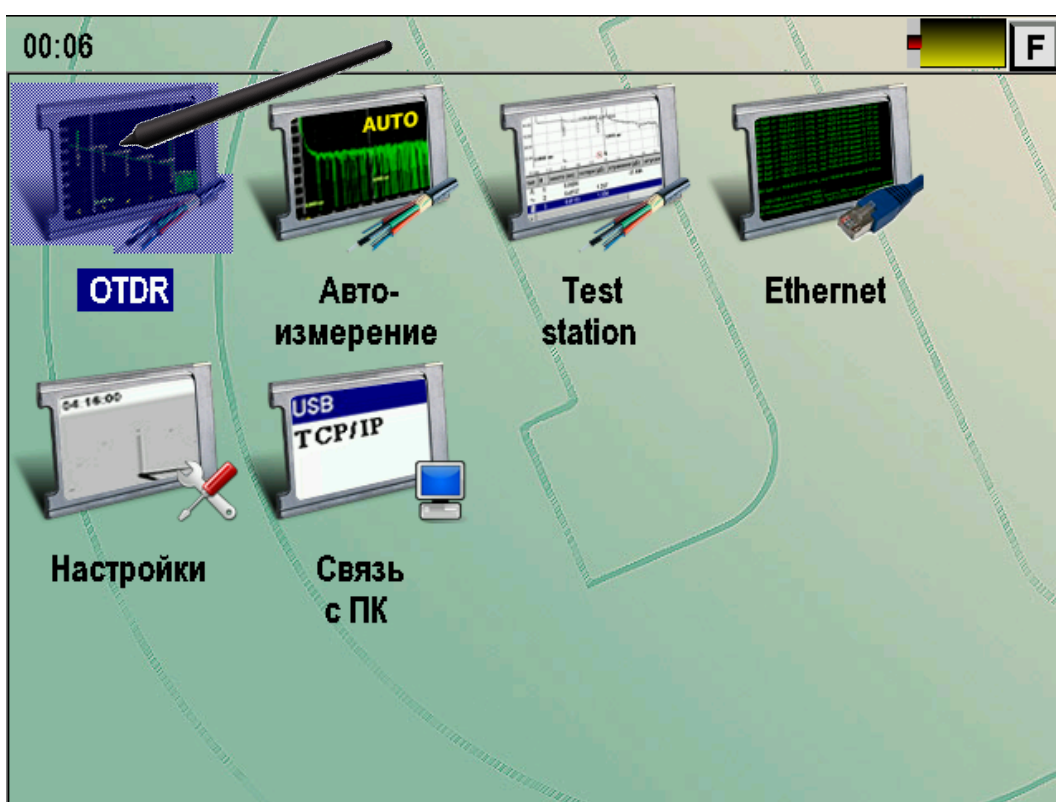 00:06
F
AUTO
OTDR
Авто-
измерение
Test
station
Ethernet
04:16:00
USB
TCP/IP
Настройки
Связь
с ПК